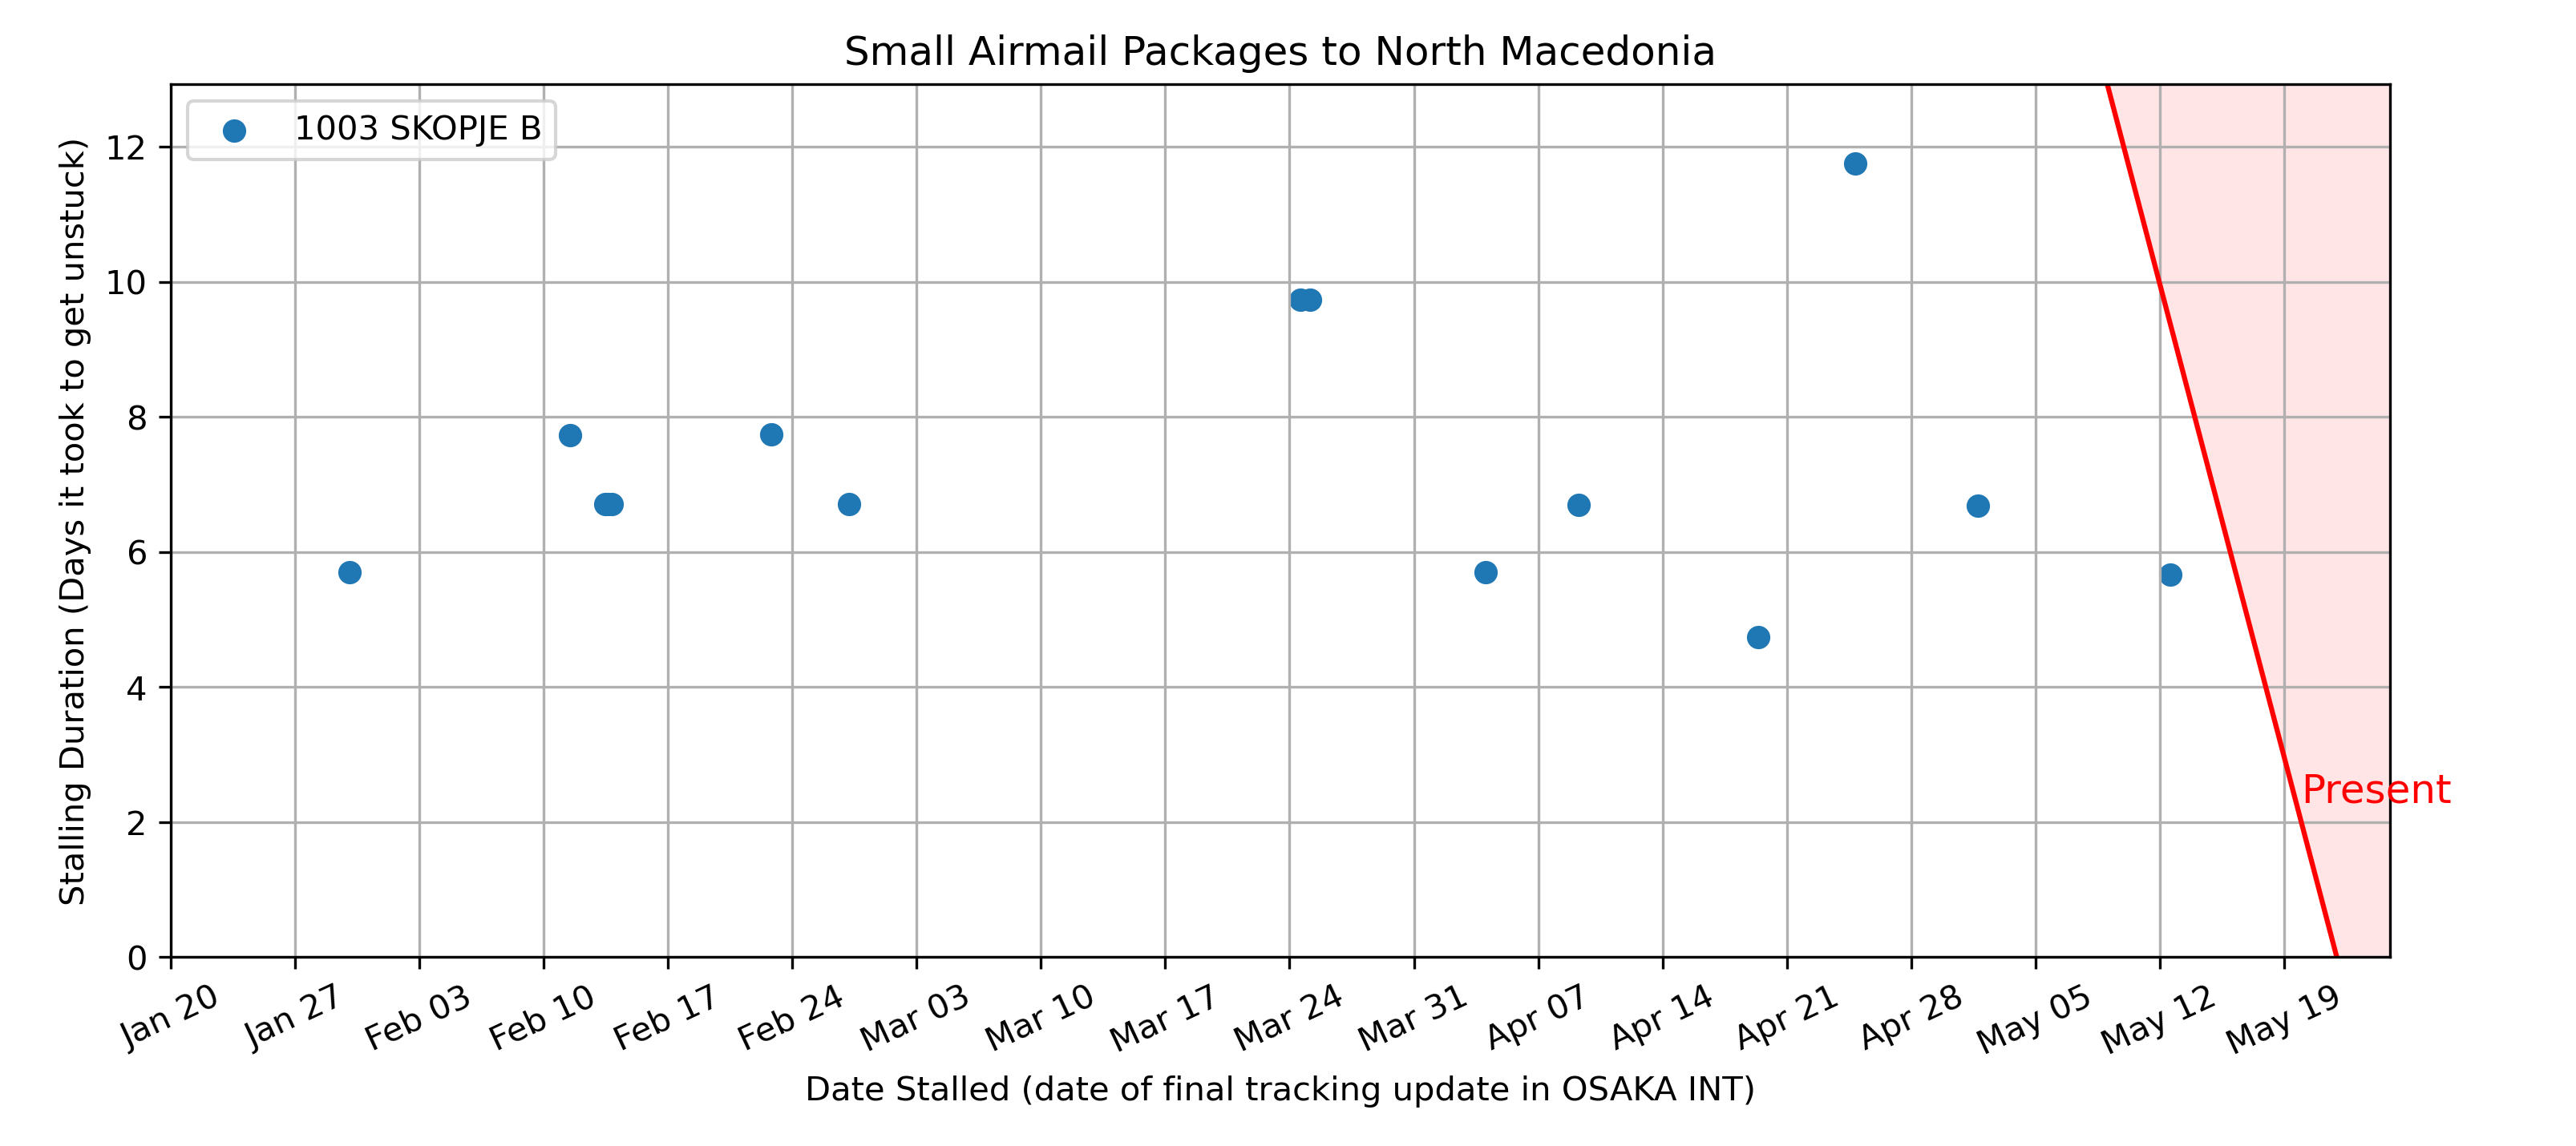 Small Airmail Packages to North Macedonia
1003 SKOPJE B
Stalling Duration (Days it took to get unstuck)
12
10
8
6
4
2
0
Present
Jan 20
Jan 27
Feb 03
Feb 10
Feb 17
Feb 24
Mar 03
Mar 10
Mar 17
Mar 24
Mar 31
Apr 07
Apr 14
Apr 21
Apr 28
May 05
May 12
May 19
Date Stalled (date of final tracking update in OSAKA INT)